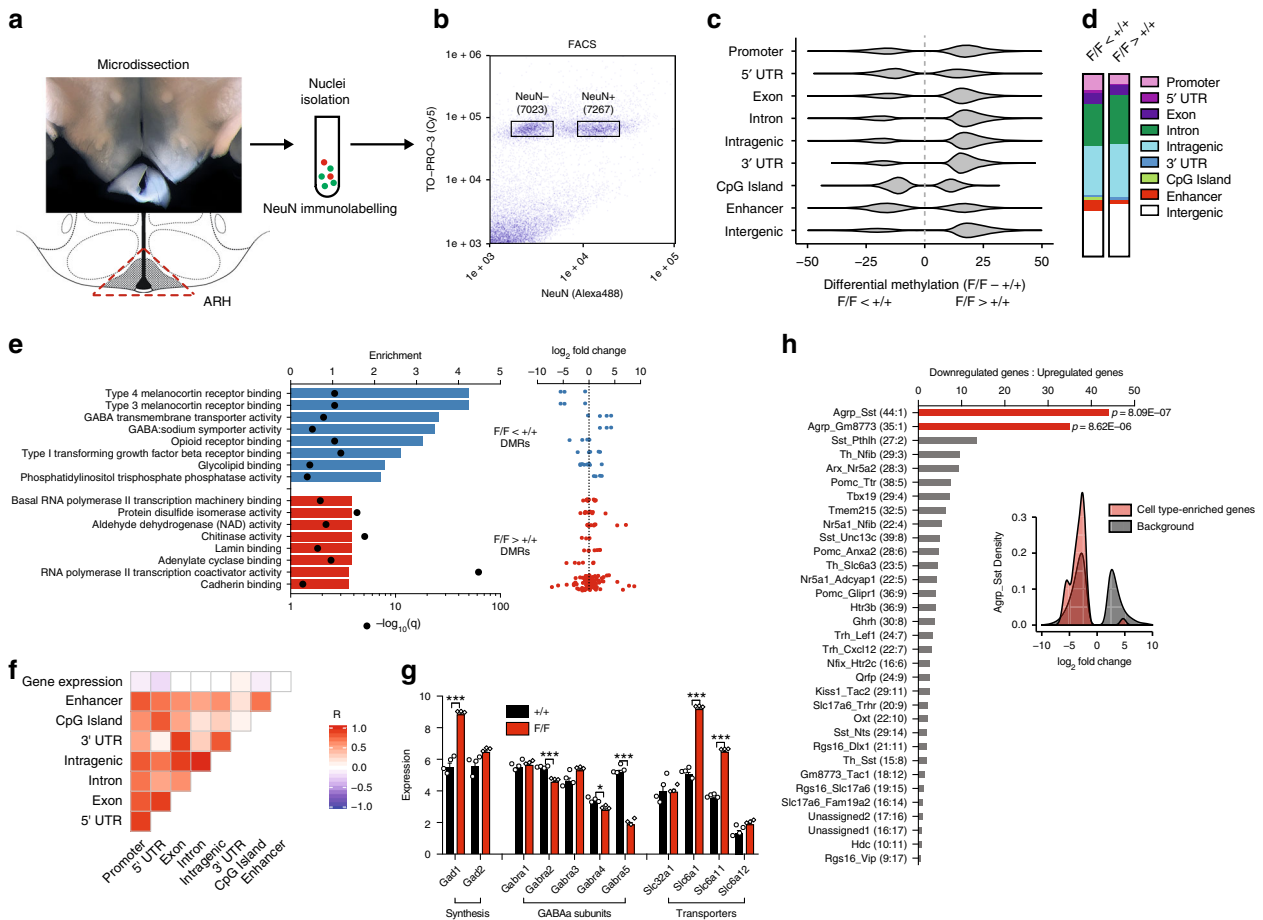 a
Microdissection
Nuclei
isolation
NeuN immunolabelling
ARH
b
FACS
1e + 06
1e + 05
1e + 04
1e + 03
TO−PRO−3 (Cy5)
NeuN−
(7023)
NeuN+
(7267)
1e + 03
1e + 04
1e + 05
NeuN (Alexa488)
c
Promoter
5′ UTR
Exon
Intron
Intragenic
3′ UTR
CpG Island
Enhancer
Intergenic
−50 −25 0 25 50
Differential methylation (F/F − +/+)
F/F < +/+ F/F > +/+
d
F/F < +/+
F/F > +/+
Promoter
5′ UTR
Exon
Intron
Intragenic
3′ UTR
CpG Island
Enhancer
Intergenic
e
Enrichment
0 1 2 3 4 5
log2 fold change
−10 −5 0 5 10
Type 4 melanocortin receptor binding
Type 3 melanocortin receptor binding
GABA transmembrane transporter activity
GABA:sodium symporter activity
Opioid receptor binding
Type I transforming growth factor beta receptor binding
Glycolipid binding
Phosphatidylinositol trisphosphate phosphatase activity
F/F < +/+
DMRs
Basal RNA polymerase II transcription machinery binding
Protein disulfide isomerase activity
Aldehyde dehydrogenase (NAD) activity
Chitinase activity
Lamin binding
Adenylate cyclase binding
RNA polymerase II transcription coactivator activity
Cadherin binding
F/F > +/+
DMRs
1 10 100
−log10(q)
f
Gene expression
Enhancer
CpG Island
3' UTR
Intragenic
Intron
Exon
5' UTR
Promoter
5' UTR
Exon
Intron
Intragenic
3' UTR
CpG Island
Enhancer
R
1.0
0.5
0.0
−0.5
−1.0
g
Expression
10
8
6
4
2
0
+/+
F/F
***
***
*
***
***
***
Gad1
Gad2
Gabra1
Gabra2
Gabra3
Gabra4
Gabra5
Slc32a1
Slc6a1
Slc6a11
Slc6a12
Synthesis
GABAa subunits
Transporters
h
Downregulated genes : Upregulated genes
0 10 20 30 40 50
Agrp_Sst (44:1)
p = 8.09E−07
Agrp_Gm8773 (35:1)
p = 8.62E−06
Sst_Pthlh (27:2)
Th_Nfib (29:3)
Arx_Nr5a2 (28:3)
Pomc_Ttr (38:5)
Tbx19 (29:4)
Tmem215 (32:5)
Nr5a1_Nfib (22:4)
Sst_Unc13c (39:8)
Pomc_Anxa2 (28:6)
Th_Slc6a3 (23:5)
Nr5a1_Adcyap1 (22:5)
Pomc_Glipr1 (36:9)
Htr3b (36:9)
Ghrh (30:8)
Trh_Lef1 (24:7)
Trh_Cxcl12 (22:7)
Nfix_Htr2c (16:6)
Qrfp (24:9)
Kiss1_Tac2 (29:11)
Slc17a6_Trhr (20:9)
Oxt (22:10)
Sst_Nts (29:14)
Rgs16_Dlx1 (21:11)
Th_Sst (15:8)
Gm8773_Tac1 (18:12)
Rgs16_Slc17a6 (19:15)
Slc17a6_Fam19a2 (16:14)
Unassigned2 (17:16)
Unassigned1 (16:17)
Hdc (10:11)
Rgs16_Vip (9:17)
Cell type-enriched genes
Background
Agrp_Sst Density
0.3
0.1
0.0
−10 −5 0 5 10
log2 fold change